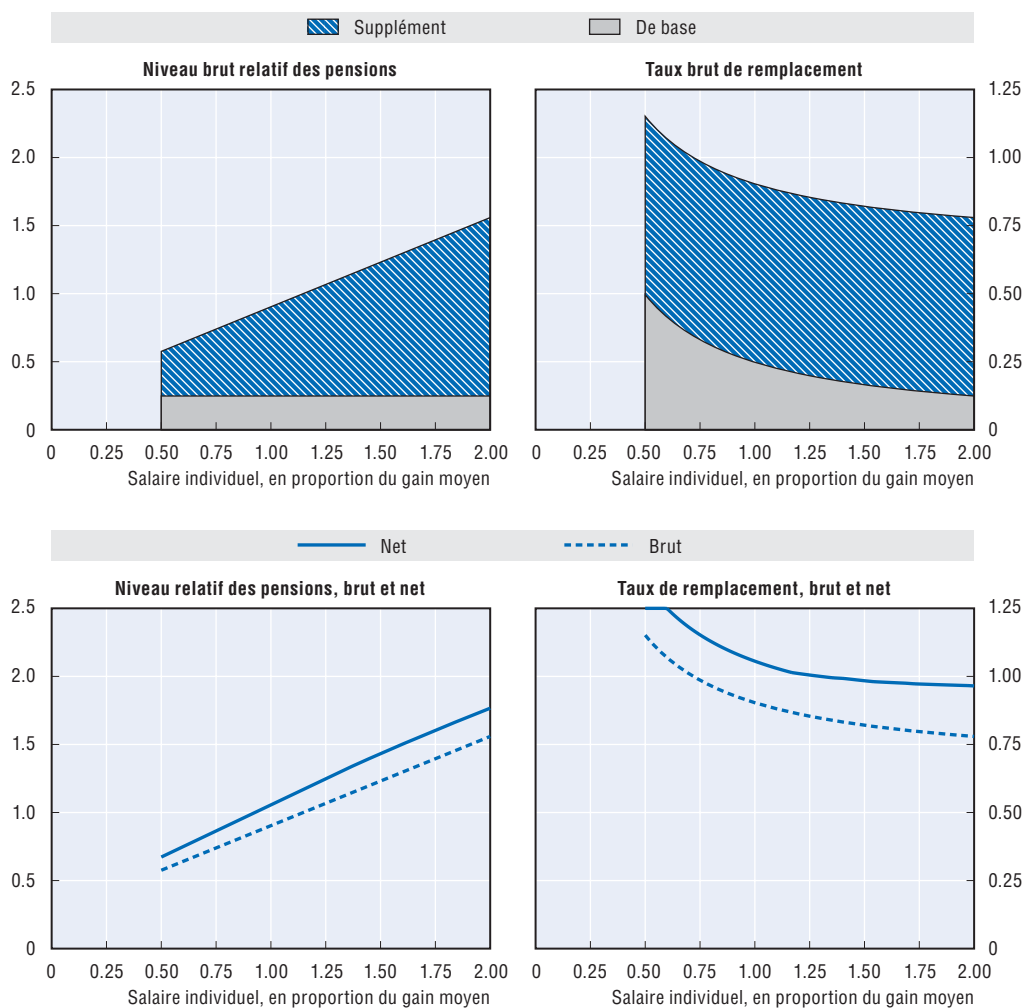 Supplément De base
Niveau brut relatif des pensions
2.5
2.0
1.5
1.0
0.5
0
0 0.25 0.50 0.75 1.00 1.25 1.50 1.75 2.00
Salaire individuel, en proportion du gain moyen
Taux brut de remplacement
1.25
1.00
0.75
0.50
0.25
0
0 0.25 0.50 0.75 1.00 1.25 1.50 1.75 2.00
Salaire individuel, en proportion du gain moyen
Net Brut
Niveau relatif des pensions, brut et net
2.5
2.0
1.5
1.0
0.5
0
0 0.25 0.50 0.75 1.00 1.25 1.50 1.75 2.00
Salaire individuel, en proportion du gain moyen
Taux de remplacement, brut et net
1.25
1.00
0.75
0.50
0.25
0
0 0.25 0.50 0.75 1.00 1.25 1.50 1.75 2.00
Salaire individuel, en proportion du gain moyen